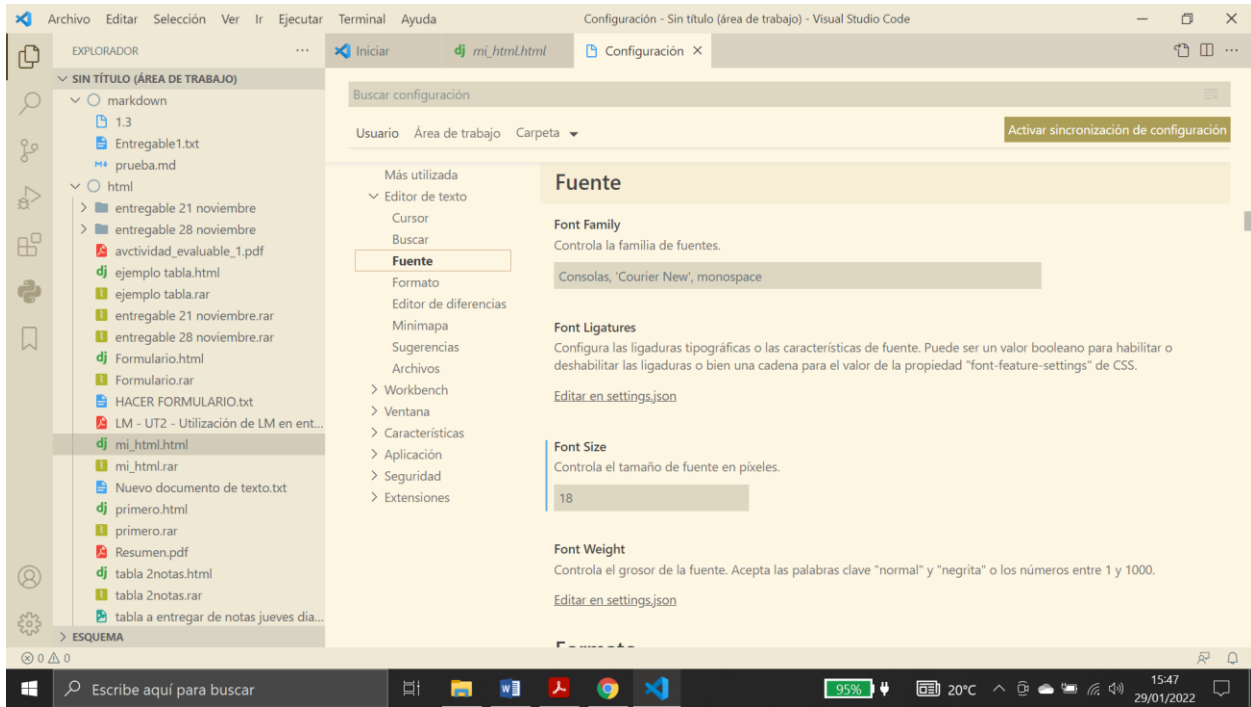 Archivo Editar Selección Ver Ir Ejecutar Terminal Ayuda
Configuración - Sin título (área de trabajo) - Visual Studio Code
EXPLORADOR
SIN TÍTULO (ÁREA DE TRABAJO)
markdown
1.3
Entregable1.txt
prueba.md
html
entregable 21 noviembre
entregable 28 noviembre
avctividad_evaluable_1.pdf
ejemplo tabla.html
ejemplo tabla.rar
entregable 21 noviembre.rar
entregable 28 noviembre.rar
Formulario.html
Formulario.rar
HACER FORMULARIO.txt
LM - UT2 - Utilización de LM en ent...
mi_html.html
mi_html.rar
Nuevo documento de texto.txt
primero.html
primero.rar
Resumen.pdf
tabla 2notas.html
tabla 2notas.rar
tabla a entregar de notas jueves dia...
ESQUEMA
Iniciar
dj mi_html.html
Configuración
Buscar configuración
Usuario Área de trabajo Carpeta
Activar sincronización de configuración
Más utilizada
Editor de texto
Cursor
Buscar
Fuente
Formato
Editor de diferencias
Minimapa
Sugerencias
Archivos
Workbench
Ventana
Características
Aplicación
Seguridad
Extensiones
Fuente
Font Family
Controla la familia de fuentes.
Consolas, 'Courier New', monospace
Font Ligatures
Configura las ligaduras tipográficas o las características de fuente. Puede ser un valor booleano para habilitar o
deshabilitar las ligaduras o bien una cadena para el valor de la propiedad "font-feature-settings" de CSS.
Editar en settings.json
Font Size
Controla el tamaño de fuente en píxeles.
18
Font Weight
Controla el grosor de la fuente. Acepta las palabras clave "normal" y "negrita" o los números entre 1 y 1000.
Editar en settings.json
Formato
0 0
Escribe aquí para buscar
95%
20°C
15:47
29/01/2022